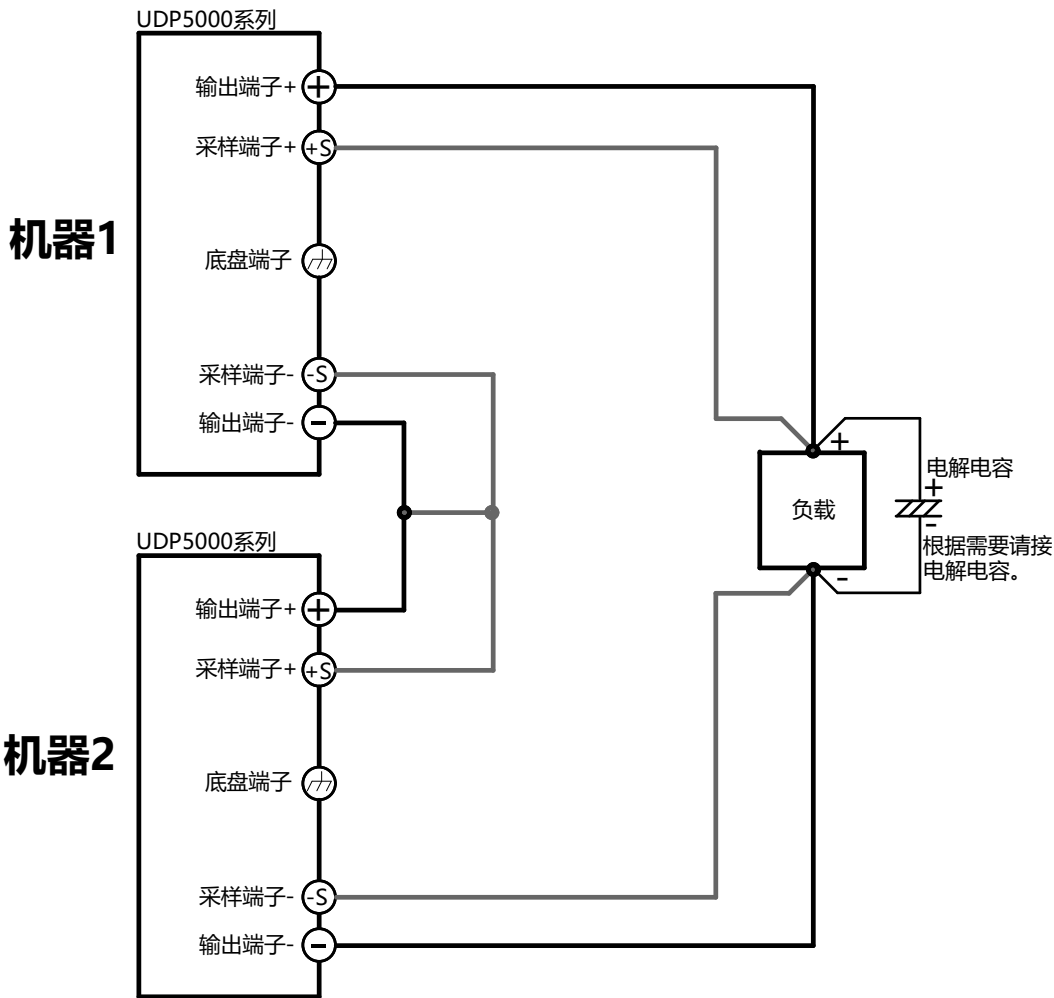 UDP5000系列
输出端子+
+
采样端子+
+S
机器1
底盘端子
采样端子-
-S
输出端子-
-
+
电解电容
+
负载
-
根据需要请接
电解电容。
-
UDP5000系列
输出端子+
+
采样端子+
+S
机器2
底盘端子
采样端子-
-S
输出端子-
-